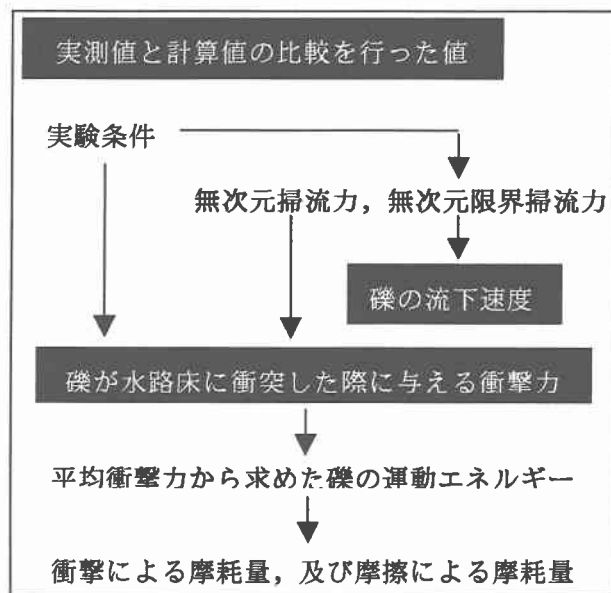 実測値と計算値の比較を行った値
実験条件
無次元掃流力，無次元限界掃流力
礫の流下速度
礫が水路床に衝突した際に与える衝撃力
平均衝撃力から求めた礫の運動エネルギー
衝撃による摩耗量，及び摩擦による摩耗量